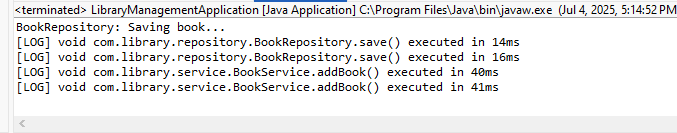 <terminated> LibraryManagementApplication [Java Application] C:\Program Files\Java\bin\javaw.exe (Jul 4, 2025, 5:14:52 PM
BookRepository: Saving book...
[LOG] void com.library.repository.BookRepository.save() executed in 14ms
[LOG] void com.library.repository.BookRepository.save() executed in 16ms
[LOG] void com.library.service.BookService.addBook() executed in 40ms
[LOG] void com.library.service.BookService.addBook() executed in 41ms